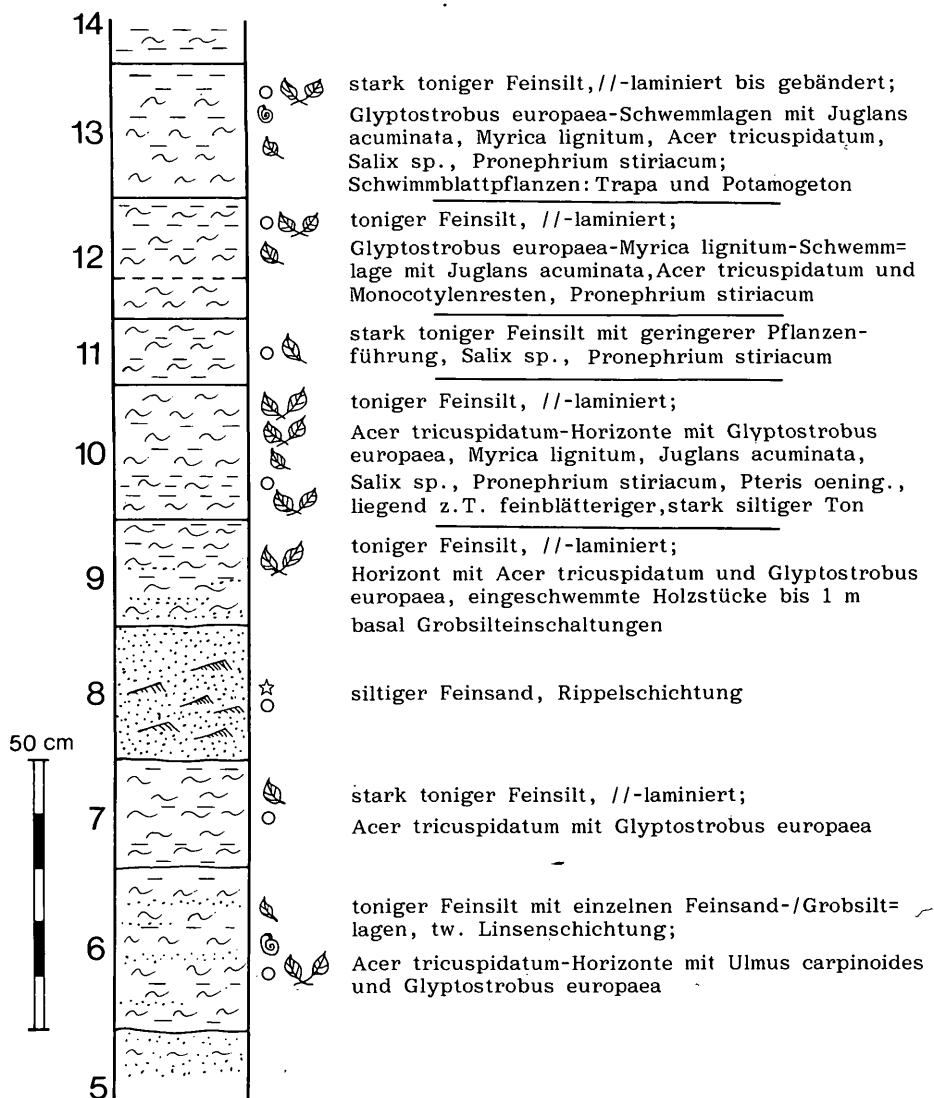 14
13
stark toniger Feinsilt,//-laminiert bis gebändert;
Glyptostrobus europaea-Schwemmlagen mit Juglans
acuminata, Myrica lignitum, Acer tricuspidatum,
Salix sp., Pronephrium stiriacum;
Schwimmblattpflanzen: Trapa und Potamogeton
12
toniger Feinsilt, //-laminiert;
Glyptostrobus europaea-Myrica lignitum-Schwemm=
lage mit Juglans acuminata,Acer tricuspidatum und
Monocotylenresten, Pronephrium stiriacum
11
stark toniger Feinsilt mit geringerer Pflanzen-
führung, Salix sp., Pronephrium stiriacum
10
toniger Feinsilt, //-laminiert;
Acer tricuspidatum-Horizonte mit Glyptostrobus
europaea, Myrica lignitum, Juglans acuminata,
Salix sp., Pronephrium stiriacum, Pteris oening.,
liegend z.T. feinblätteriger,stark siltiger Ton
9
toniger Feinsilt, //-laminiert;
Horizont mit Acer tricuspidatum und Glyptostrobus
europaea, eingeschwemmte Holzstücke bis 1 m
basal Grobsilteinschaltungen
8
siltiger Feinsand, Rippelschichtung
50 cm
7
stark toniger Feinsilt, //-laminiert;
Acer tricuspidatum mit Glyptostrobus europaea
6
toniger Feinsilt mit einzelnen Feinsand-/Grobsilt=
lagen, tw. Linsenschichtung;
Acer tricuspidatum-Horizonte mit Ulmus carpinoides
und Glyptostrobus europaea
5